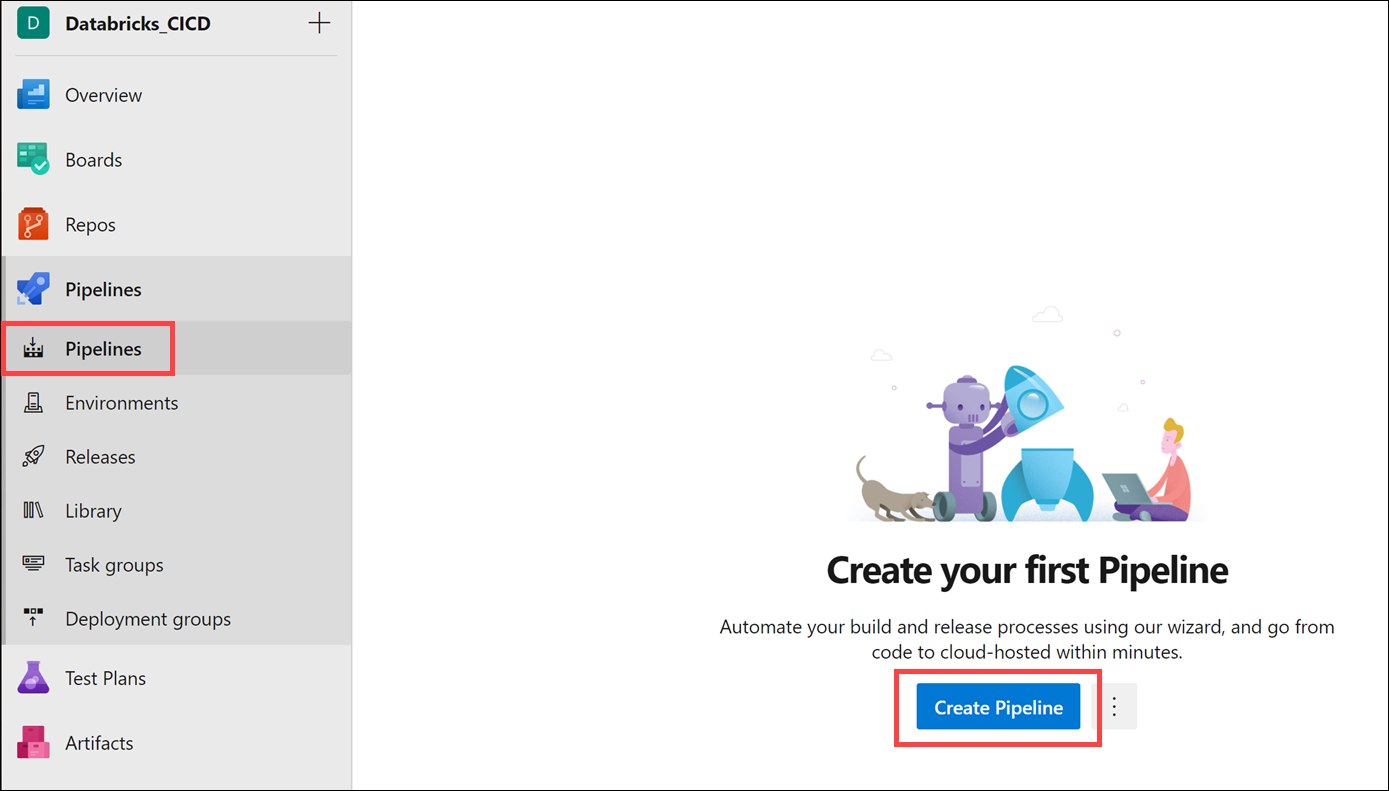 D Databricks_CICD
Overview
Boards
Repos
Pipelines
Pipelines
Environments
Releases
Library
Task groups
Deployment groups
Test Plans
Artifacts
Create your first Pipeline
Automate your build and release processes using our wizard, and go from
code to cloud-hosted within minutes.
Create Pipeline